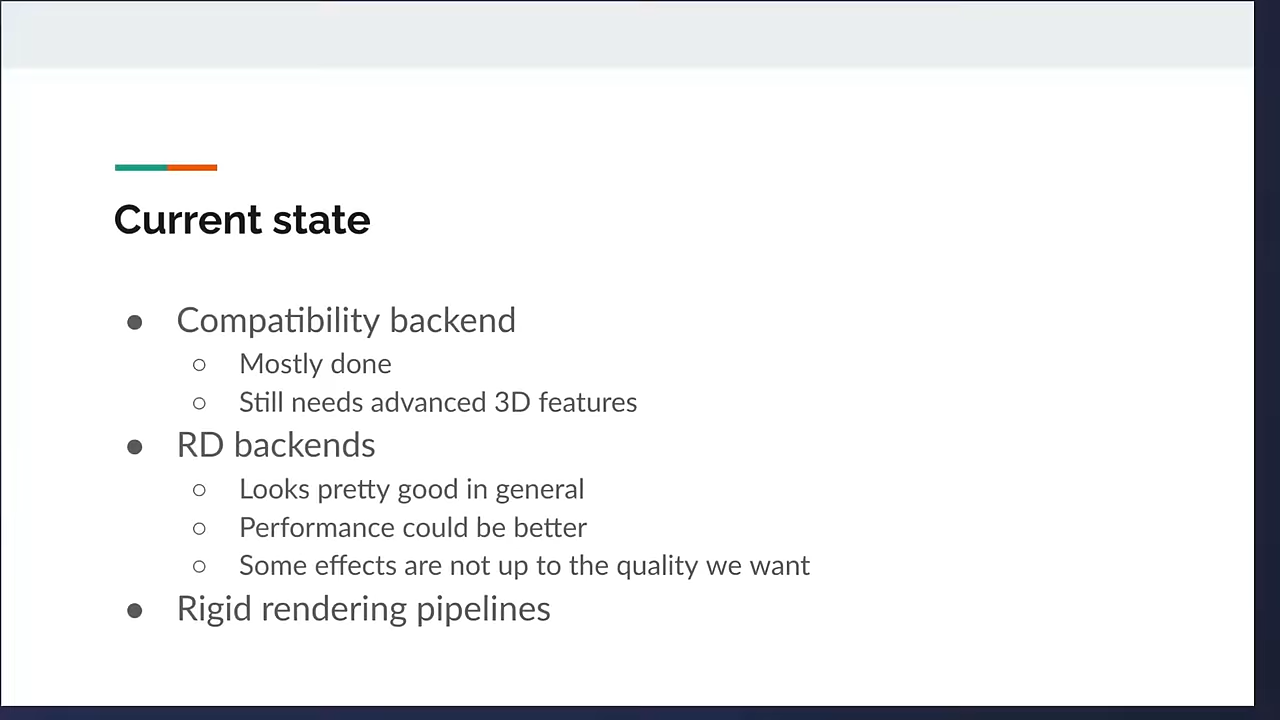 Current state
● Compatibility backend
○ Mostly done
○ Still needs advanced 3D features
● RD backends
○ Looks pretty good in general
○ Performance could be better
○ Some effects are not up to the quality we want
● Rigid rendering pipelines